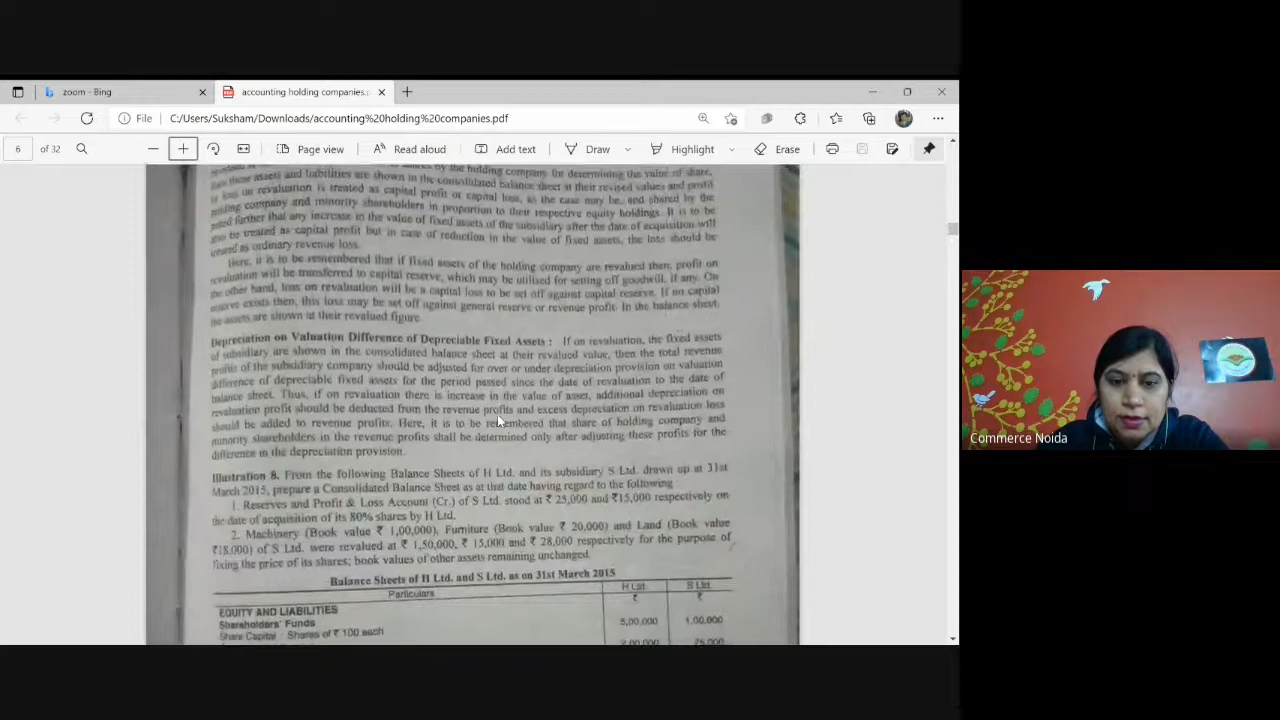 zoom - Bing
accounting holding companies.p
File C:/Users/Suksham/Downloads/accounting%20holding%20companies.pdf
6 of 32 Page view Read aloud Add text Draw Highlight Erase
shares by the holding company for determining the value of share,
these assets and liabilities are shown in the consolidated balance sheet at their revised values and profit
or loss on revaluation is treated as capital profit or capital loss, as the case may be, and shared by the
holding company and minority shareholders in proportion to their respective equity holdings. It is to be
noted further that any increase in the value of fixed assets of the subsidiary after the date of acquisition will
also be treated as capital profit but in case of reduction in the value of fixed assets, the loss should be
treated as ordinary revenue loss.
Here, it is to be remembered that if fixed assets of the holding company are revalued then, profit on
revaluation will be transferred to capital reserve, which may be utilised for setting off goodwill, if any. On
the other hand, loss on revaluation will be a capital loss to be set off against capital reserve. If no capital
reserve exists then, this loss may be set off against general reserve or revenue profit. In the balance sheet,
the assets are shown at their revalued figure.
Depreciation on Valuation Difference of Depreciable Fixed Assets : If on revaluation, the fixed assets
of subsidiary are shown in the consolidated balance sheet at their revalued value, then the total revenue
profits of the subsidiary company should be adjusted for over or under depreciation provision on valuation
difference of depreciable fixed assets for the period passed since the date of revaluation to the date of
balance sheet. Thus, if on revaluation there is increase in the value of asset, additional depreciation on
revaluation profit should be deducted from the revenue profits and excess depreciation on revaluation loss
should be added to revenue profits. Here, it is to be remembered that share of holding company and
minority shareholders in the revenue profits shall be determined only after adjusting these profits for the
difference in the depreciation provision.
Illustration 8. From the following Balance Sheets of H Ltd. and its subsidiary S Ltd. drawn up at 31st
March 2015, prepare a Consolidated Balance Sheet as at that date having regard to the following
1. Reserves and Profit & Loss Account (Cr.) of S Ltd. stood at ₹ 25,000 and ₹15,000 respectively on
the date of acquisition of its 80% shares by H Ltd.
2. Machinery (Book value ₹ 1,00,000), Furniture (Book value ₹ 20,000) and Land (Book value
₹18,000) of S Ltd. were revalued at ₹ 1,50,000, ₹ 15,000 and ₹ 28,000 respectively for the purpose of
fixing the price of its shares; book values of other assets remaining unchanged.
Balance Sheets of H Ltd. and S Ltd. as on 31st March 2015
Particulars H Ltd. S Ltd.
₹ ₹
EQUITY AND LIABILITIES
Shareholders' Funds
Share Capital : Shares of ₹ 100 each 5,00,000 1,00,000
2,00,000 75,000
Commerce Noida